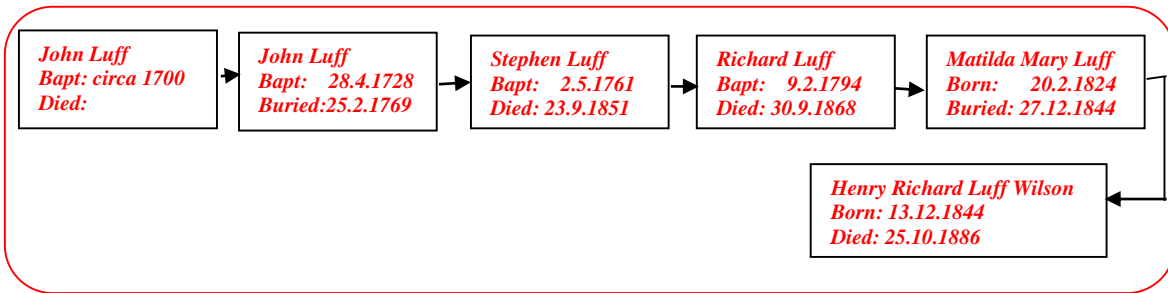 John Luff
Bapt: circa 1700
Died:
John Luff
Bapt: 28.4.1728
Buried:25.2.1769
Stephen Luff
Bapt: 2.5.1761
Died: 23.9.1851
Richard Luff
Bapt: 9.2.1794
Died: 30.9.1868
Matilda Mary Luff
Born: 20.2.1824
Buried: 27.12.1844
Henry Richard Luff Wilson
Born: 13.12.1844
Died: 25.10.1886